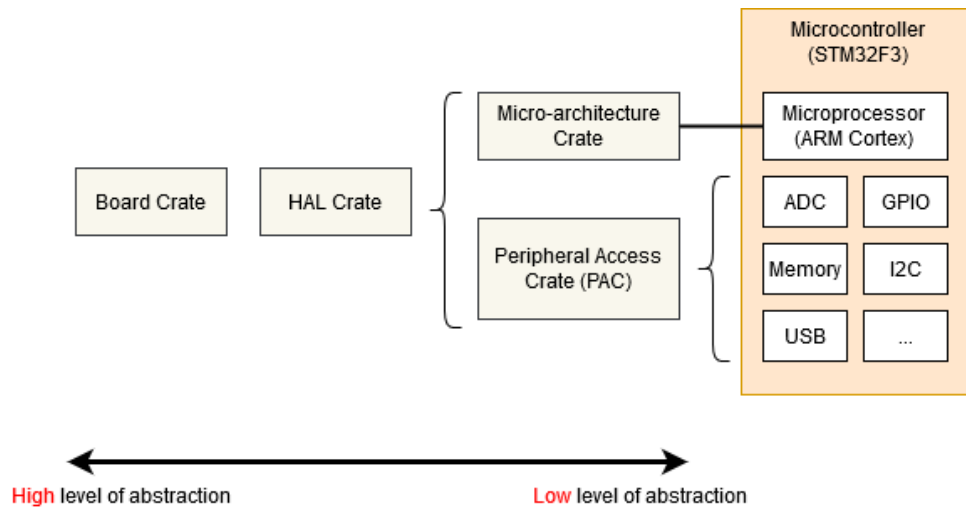 Microcontroller
(STM32F3)
Micro-architecture
Crate
Microprocessor
(ARM Cortex)
Board Crate
HAL Crate
ADC
GPIO
Peripheral Access
Crate (PAC)
Memory
I2C
USB
...
High level of abstraction
Low level of abstraction